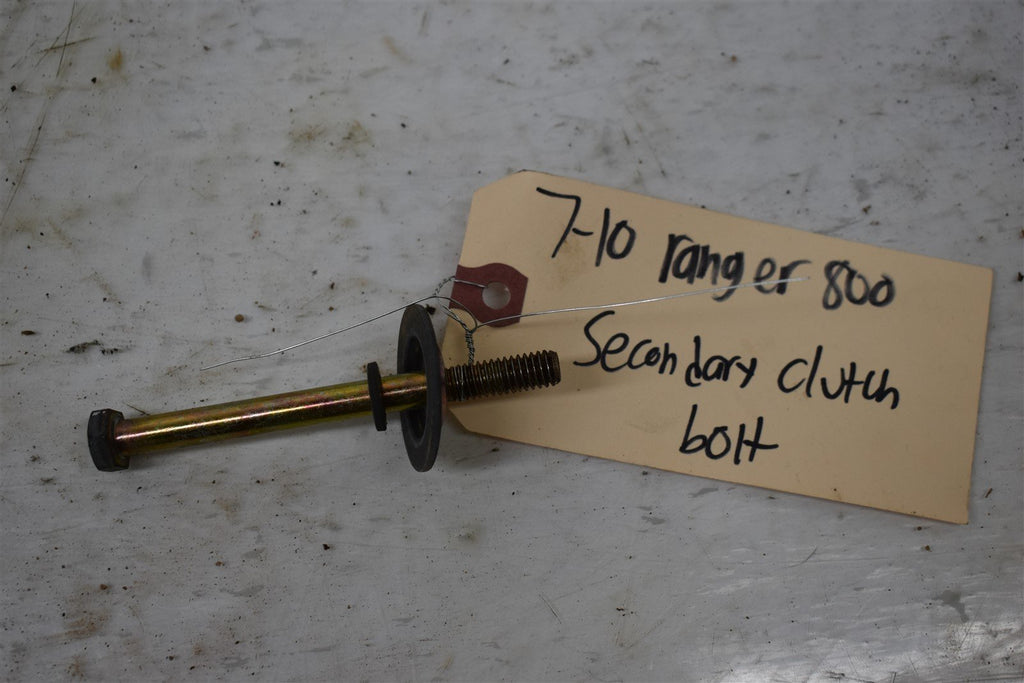 7-10 ranger 800
Secondary clutch
bolt